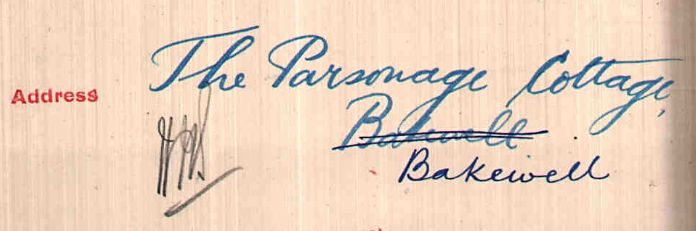 Address The Parsonage Cottage,
Bakewell
Bakewell